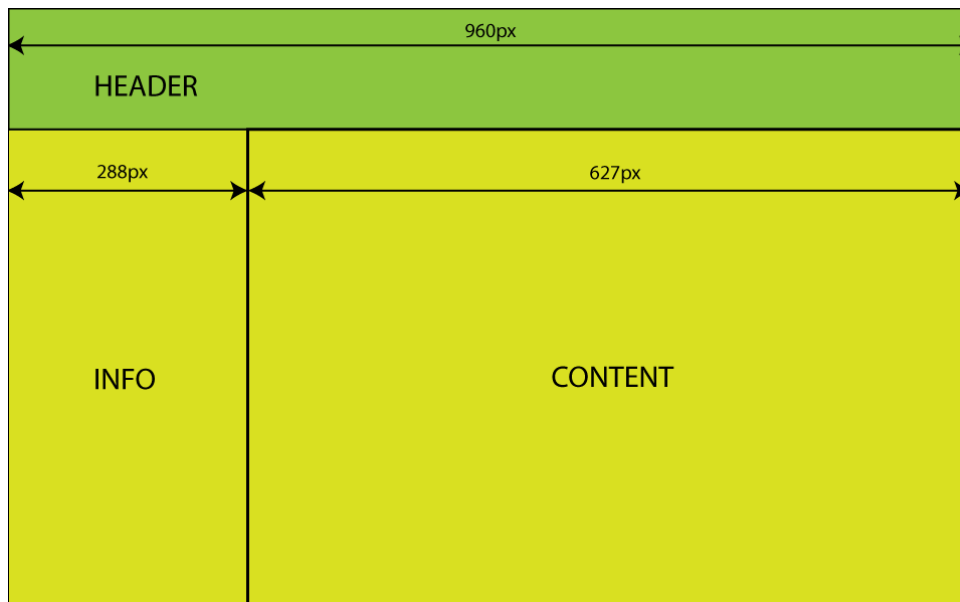 960px
HEADER
288px
627px
INFO
CONTENT